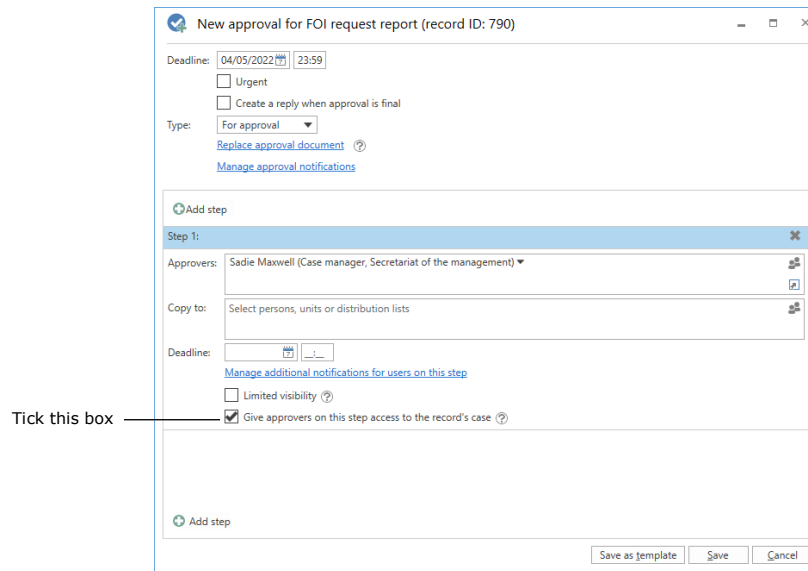 New approval for FOI request report (record ID: 790)
Deadline: 04/05/2022 23:59
Urgent
Create a reply when approval is final
Type: For approval
Replace approval document ?
Manage approval notifications
Add step
Step 1:
Approvers: Sadie Maxwell (Case manager, Secretariat of the management)
Copy to: Select persons, units or distribution lists
Deadline: __:__
Manage additional notifications for users on this step
Limited visibility ?
Tick this box
Give approvers on this step access to the record's case ?
Add step
Save as template Save Cancel